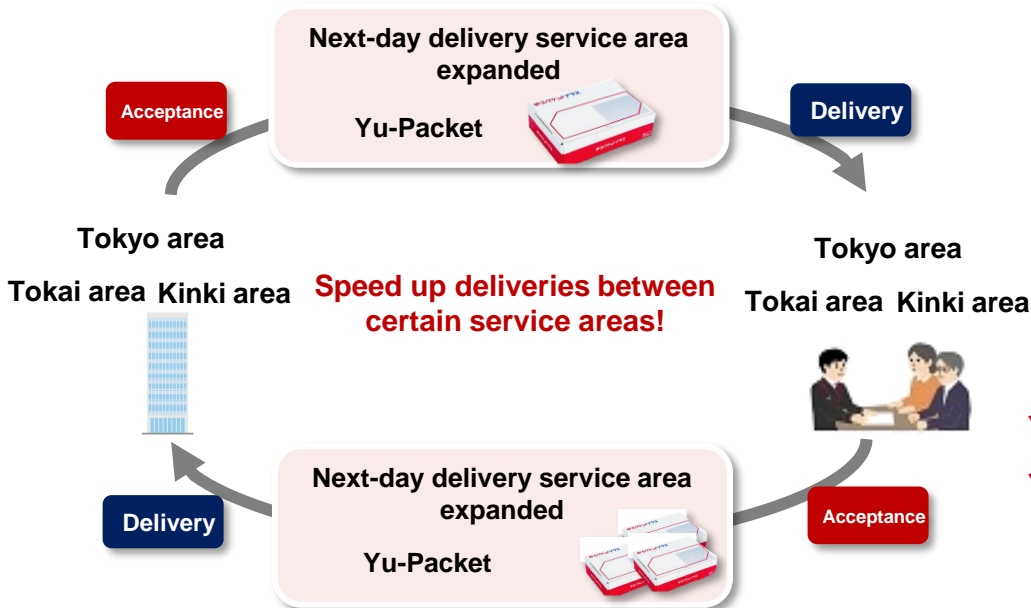 Next-day delivery service area
expanded
Yu-Packet
Acceptance
Delivery
Tokyo area
Tokai area Kinki area
Speed up deliveries between
certain service areas!
Tokyo area
Tokai area Kinki area
Next-day delivery service area
expanded
Yu-Packet
Delivery
Acceptance